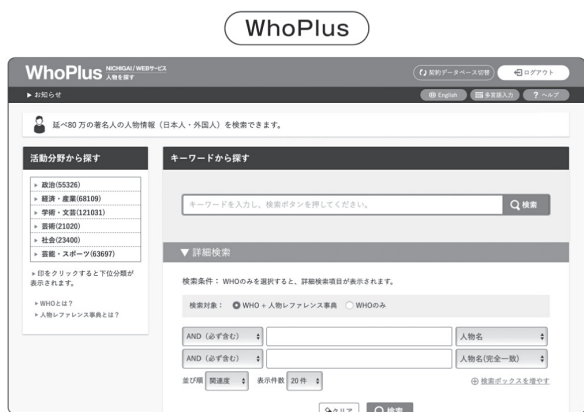 WhoPlus
WhoPlus NICHIGAI/WEBサービス
人物を探す
契約データベース切替
ログアウト
▶ お知らせ
English
多言語入力
? ヘルプ
延べ80万の著名人の人物情報（日本人・外国人）を検索できます。
活動分野から探す
▶ 政治(55326)
▶ 経済・産業(68109)
▶ 学術・文芸(121031)
▶ 芸術(21020)
▶ 社会(23400)
▶ 芸能・スポーツ(63697)
▶印をクリックすると下位分類が
表示されます。
▶ WHOとは？
▶ 人物レファレンス事典とは？
キーワードから探す
キーワードを入力し、検索ボタンを押してください。
検索
▼ 詳細検索
検索条件： WHOのみを選択すると、詳細検索項目が表示されます。
検索対象： WHO + 人物レファレンス事典 WHOのみ
AND（必ず含む） 人物名
AND（必ず含む） 人物名(完全一致)
並び順 関連度 表示件数 20件 検索ボックスを増やす
クリア 検索